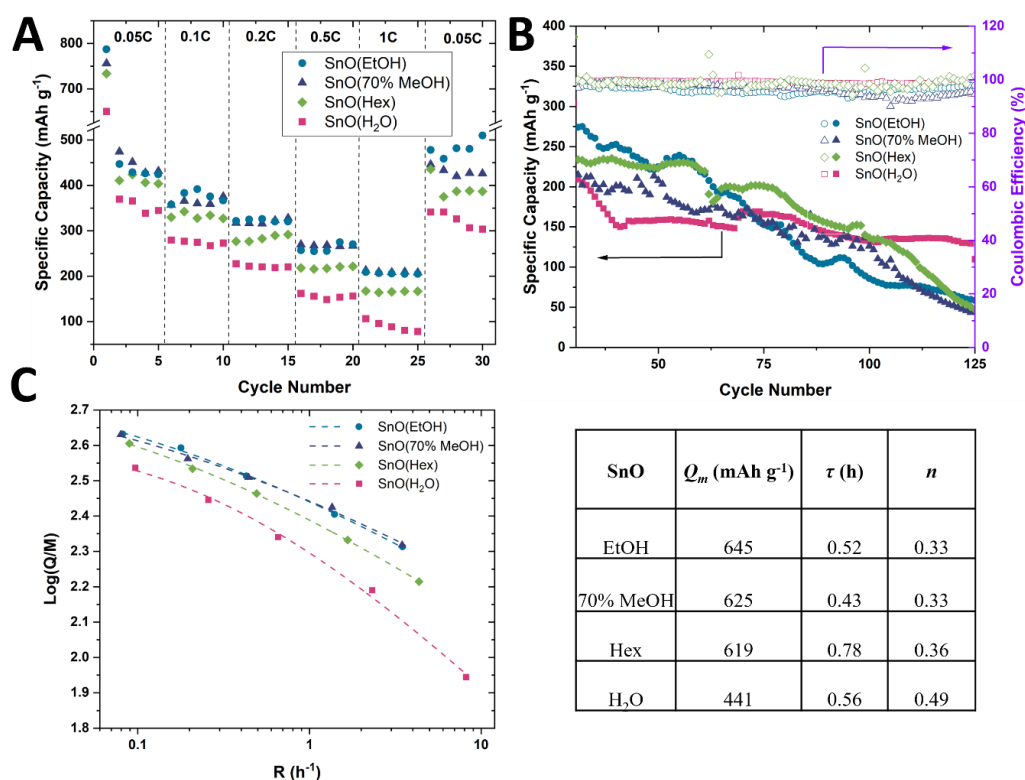 A
0.05C 0.1C 0.2C 0.5C 1C 0.05C
SnO(EtOH)
SnO(70% MeOH)
SnO(Hex)
SnO(H₂O)
800
700
600
500
400
300
200
100
Specific Capacity (mAh g⁻¹)
0 5 10 15 20 25 30
Cycle Number
B
400
350
300
250
200
150
100
50
0
Specific Capacity (mAh g⁻¹)
SnO(EtOH)
SnO(70% MeOH)
SnO(Hex)
SnO(H₂O)
120
100
80
60
40
20
0
Coulombic Efficiency (%)
50 75 100 125
Cycle Number
C
2.7
2.6
2.5
2.4
2.3
2.2
2.1
2.0
1.9
1.8
Log(Q/M)
SnO(EtOH)
SnO(70% MeOH)
SnO(Hex)
SnO(H₂O)
0.1 1 10
R (h⁻¹)
SnO Qₘ (mAh g⁻¹) τ (h) n
EtOH 645 0.52 0.33
70% MeOH 625 0.43 0.33
Hex 619 0.78 0.36
H₂O 441 0.56 0.49